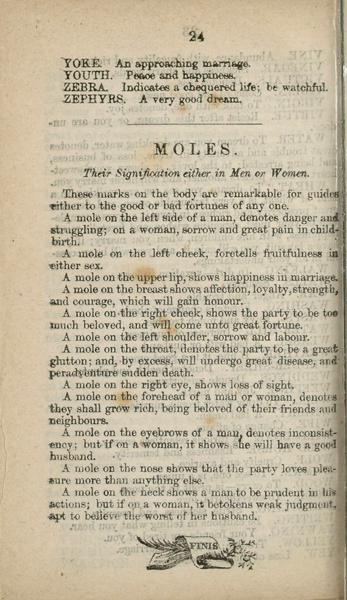 24
YOKE. An approaching marriage.
YOUTH. Peace and happiness.
ZEBRA. Indicates a chequered life; be watchful.
ZEPHYRS. A very good dream.
MOLES.
Their Signification either in Men or Women.
These marks on the body are remarkable for guides
either to the good or bad fortunes of any one.
A mole on the left side of a man, denotes danger and
struggling; on a woman, sorrow and great pain in child-
birth.
A mole on the left cheek, foretells fruitfulness in
either sex.
A mole on the upper lip, shows happiness in marriage.
A mole on the breast shows affection, loyalty, strength,
and courage, which will gain honour.
A mole on the right cheek, shows the party to be too
much beloved, and will come unto great fortune.
A mole on the left shoulder, sorrow and labour.
A mole on the throat, denotes the party to be a great
glutton; and, by excess, will undergo great disease, and
peradventure sudden death.
A mole on the right eye, shows loss of sight.
A mole on the forehead of a man or woman, denotes
they shall grow rich, being beloved of their friends and
neighbours.
A mole on the eyebrows of a man, denotes inconsist-
ency; but if on a woman, it shows she will have a good
husband.
A mole on the nose shows that the party loves plea-
sure more than anything else.
A mole on the neck shows a man to be prudent in his
actions; but if on a woman, it betokens weak judgment,
apt to believe the worst of her husband.
FINIS